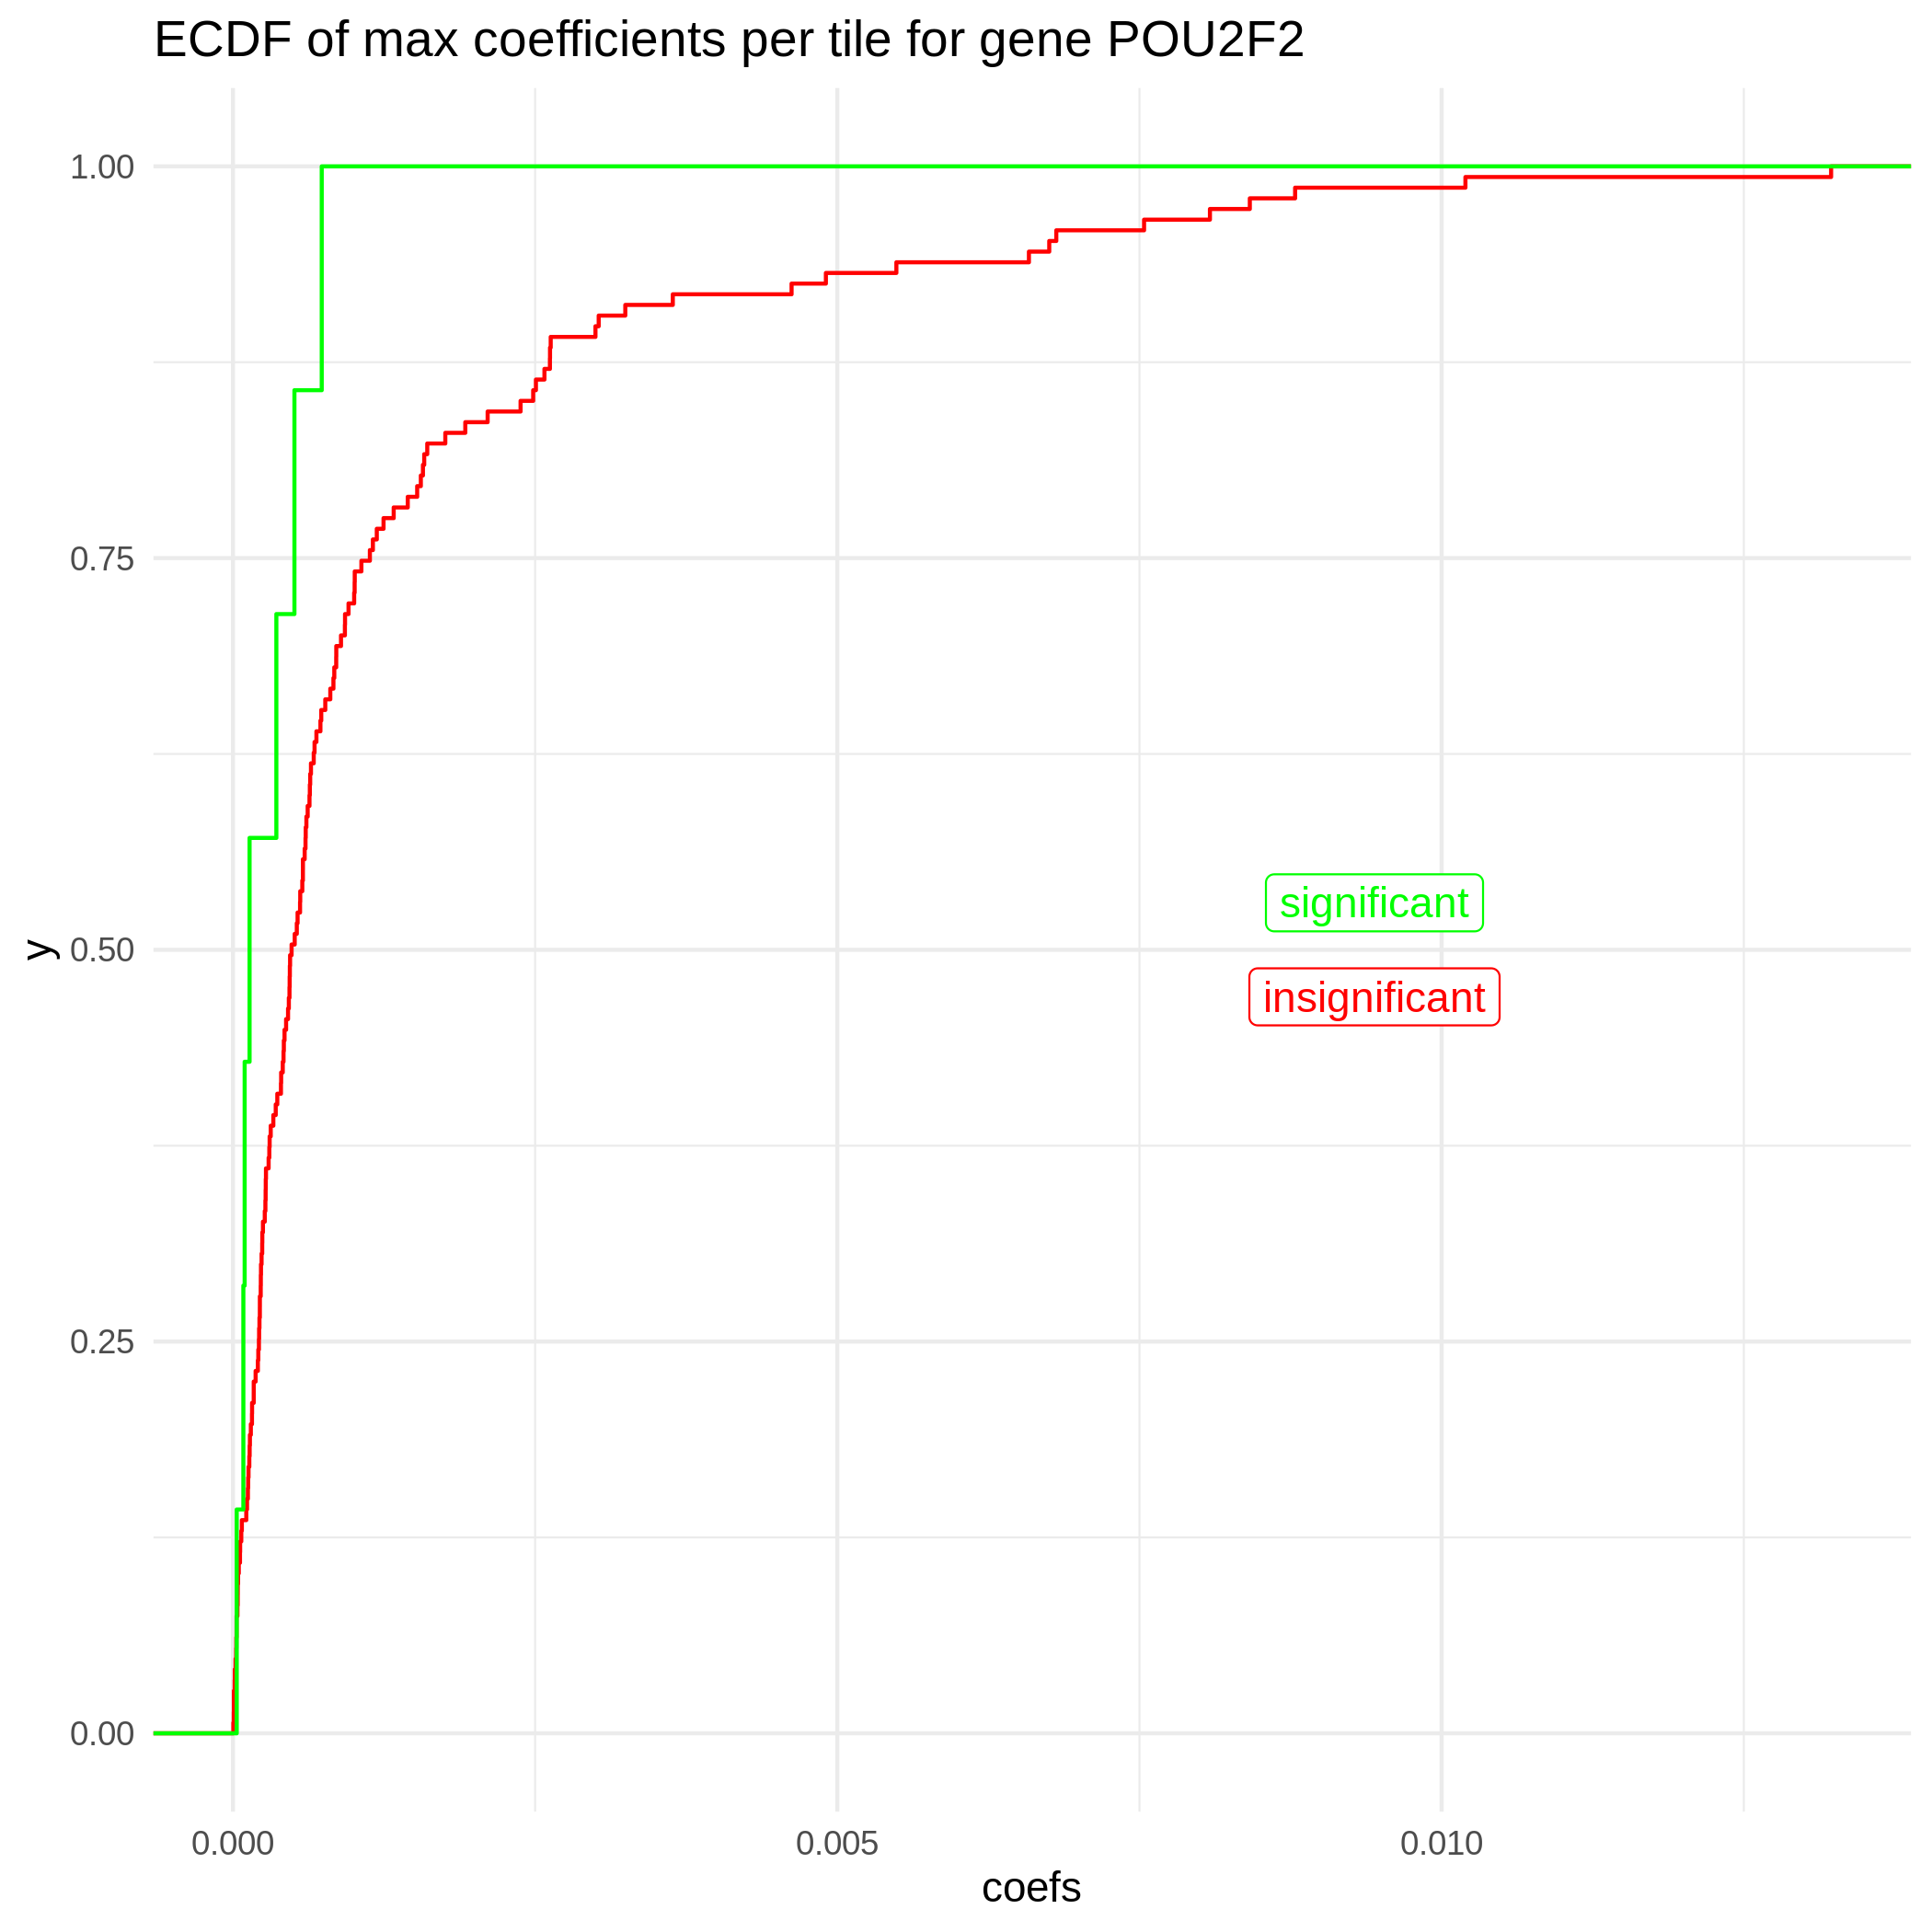 ECDF of max coefficients per tile for gene POU2F2
1.00
0.75
0.50
0.25
0.00
y
significant
insignificant
0.000
0.005
0.010
coefs